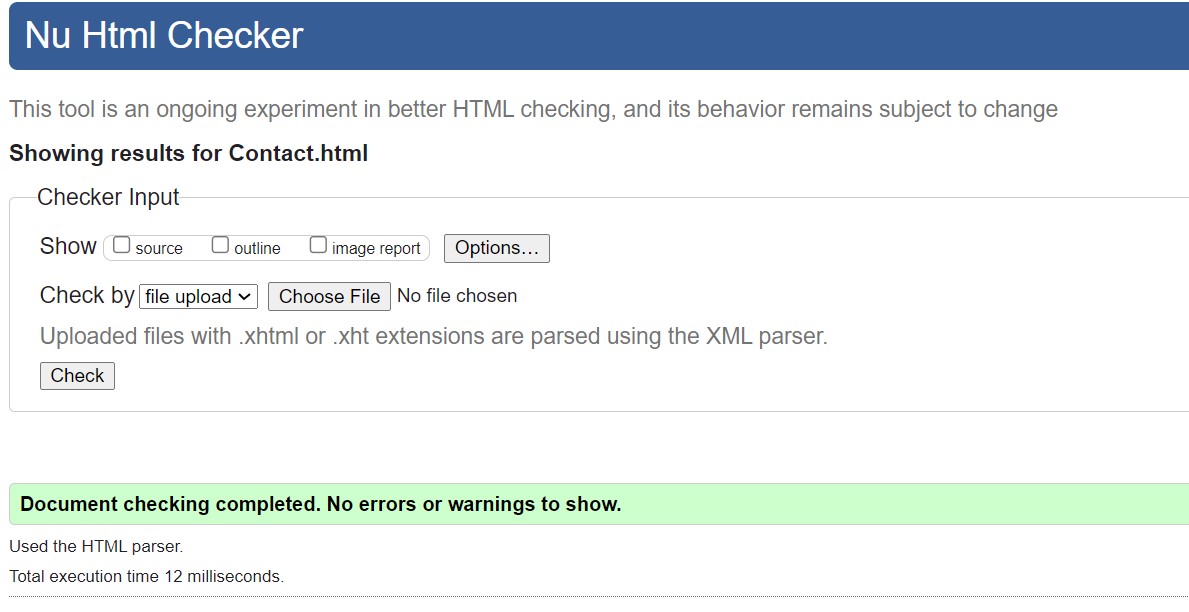 Nu Html Checker
This tool is an ongoing experiment in better HTML checking, and its behavior remains subject to change
Showing results for Contact.html
Checker Input
Show source outline image report Options...
Check by file upload Choose File No file chosen
Uploaded files with .xhtml or .xht extensions are parsed using the XML parser.
Check
Document checking completed. No errors or warnings to show.
Used the HTML parser.
Total execution time 12 milliseconds.